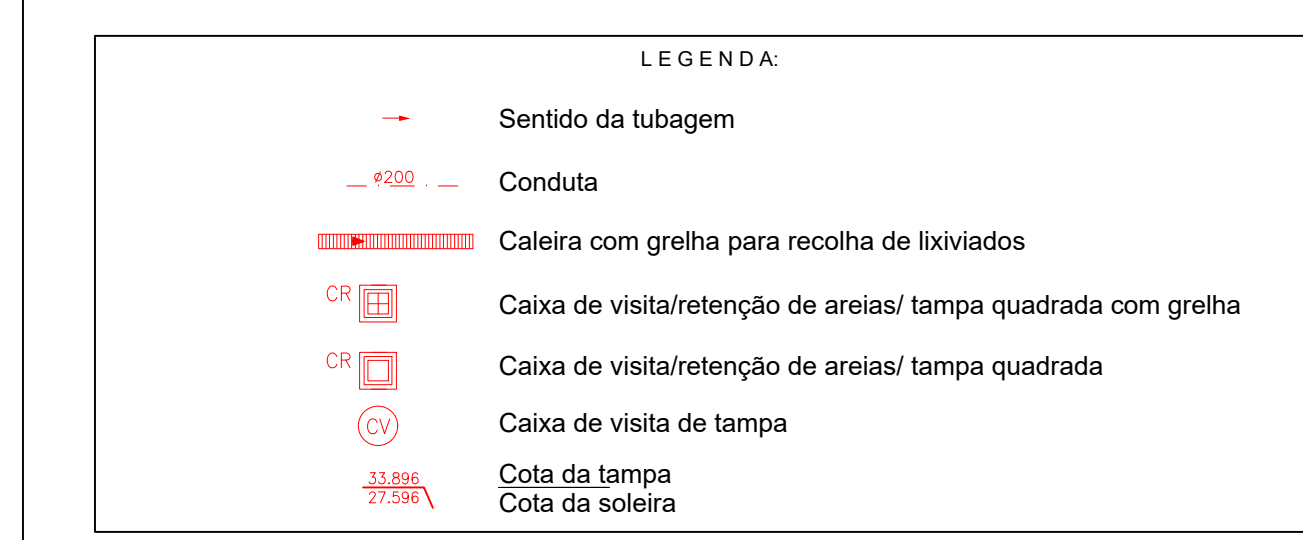 L E G E N D A:
Sentido da tubagem
ø200 Conduta
Caleira com grelha para recolha de lixiviados
CR Caixa de visita/retenção de areias/ tampa quadrada com grelha
CR Caixa de visita/retenção de areias/ tampa quadrada
CV Caixa de visita de tampa
33.896 Cota da tampa
27.596 Cota da soleira